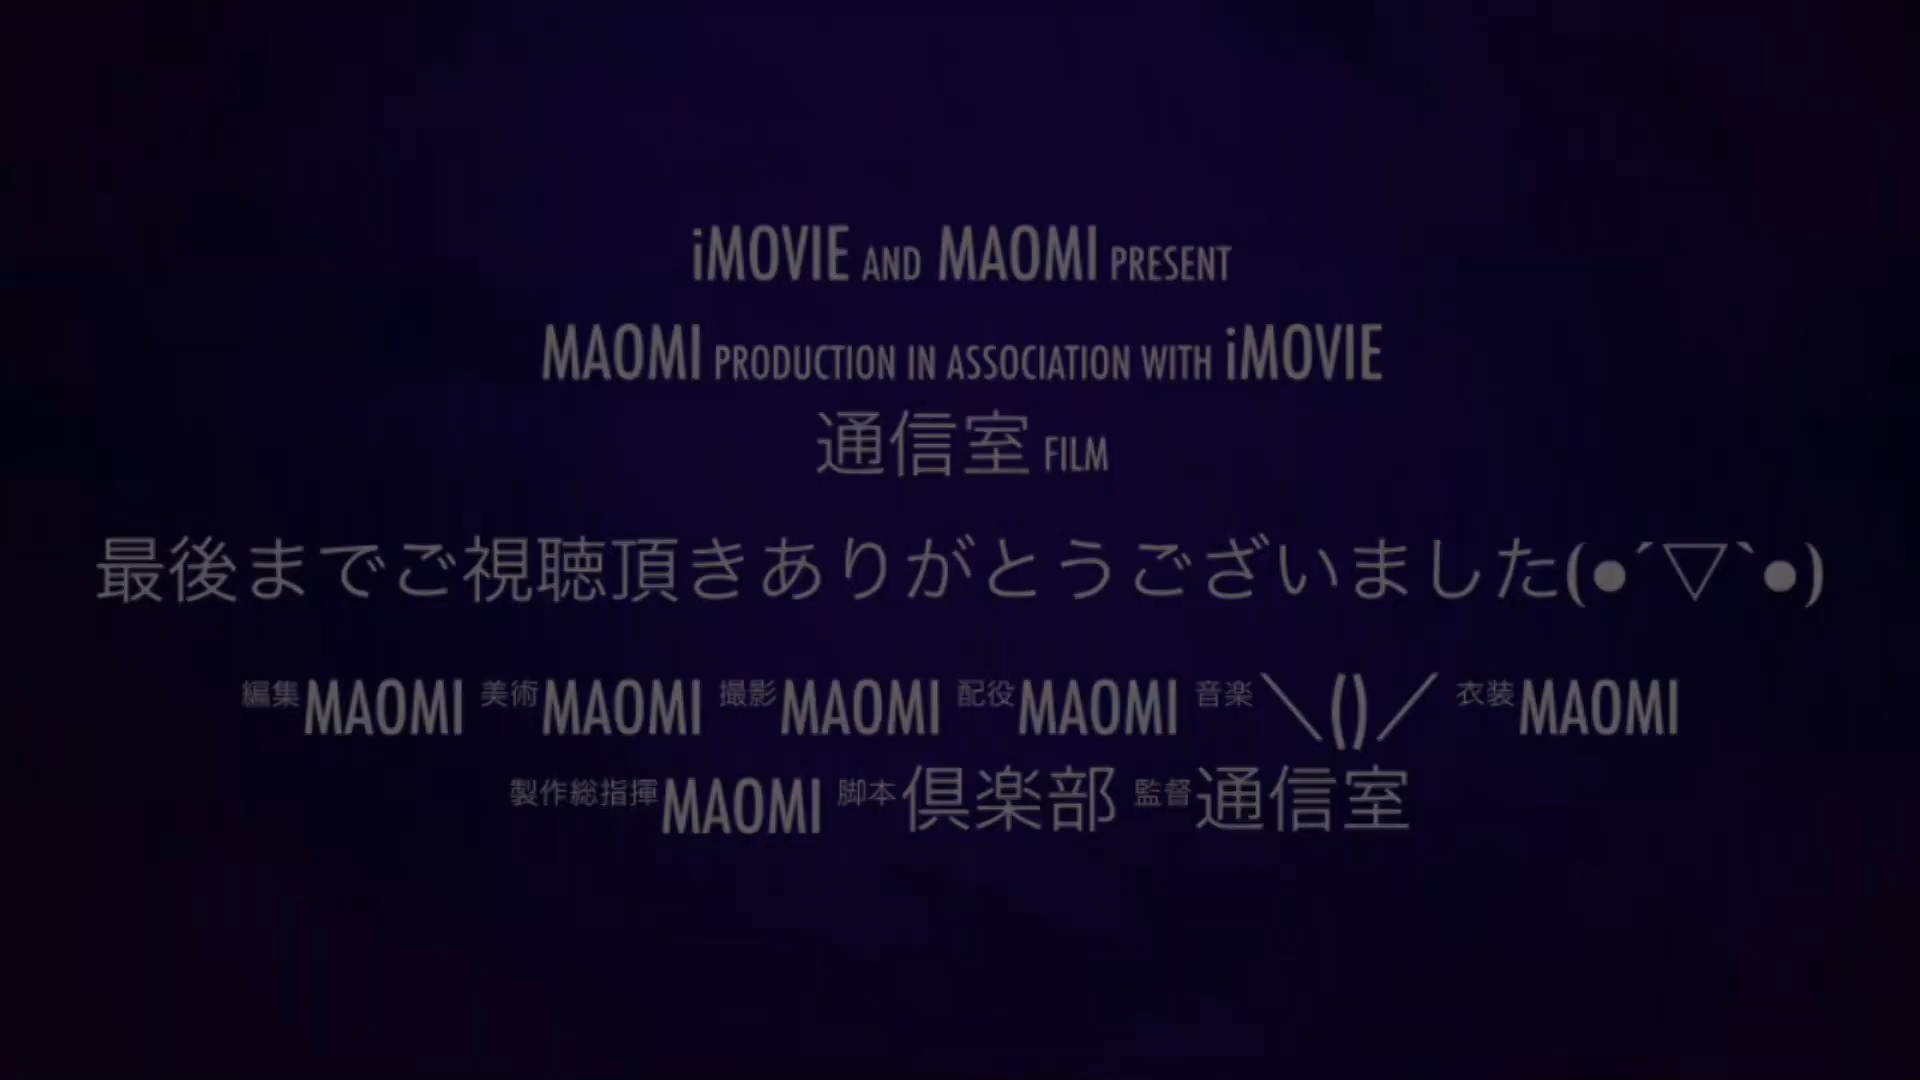 iMOVIE AND MAOMI PRESENT
MAOMI PRODUCTION IN ASSOCIATION WITH iMOVIE
通信室 FILM
最後までご視聴頂きありがとうございました(●´▽`●)
編集MAOMI 美術MAOMI 撮影MAOMI 配役MAOMI 音楽＼()／ 衣装MAOMI
製作総指揮MAOMI 脚本倶楽部 監督通信室